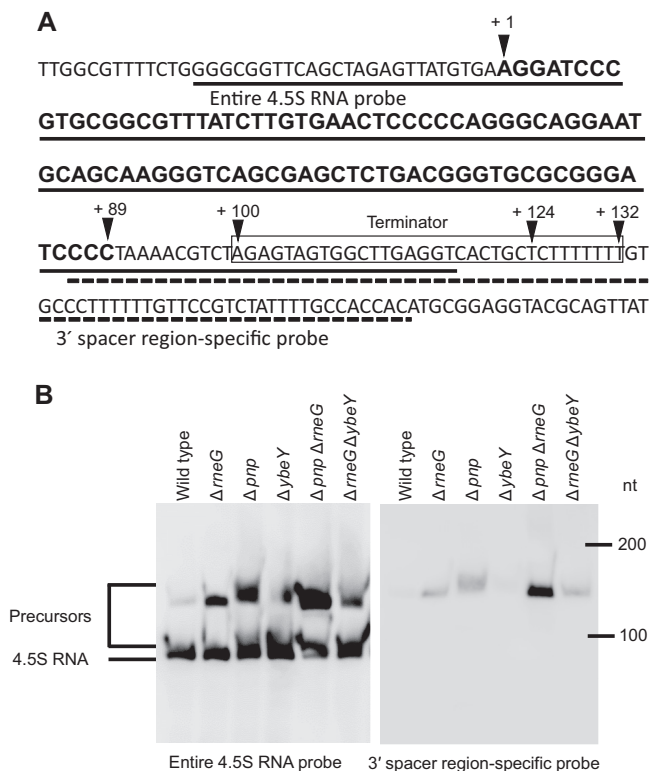 A
+ 1
TTGGCGTTTTCTGGGGCGGTTCAGCTAGAGTTATGTGAAGGATCCC
Entire 4.5S RNA probe
GTGCGGCGTTTATCTTGTGAACTCCCCCAGGGCAGGAAT
GCAGCAAGGGTCAGCGAGCTCTGACGGGTGCGCGGGA
+ 89
+ 100
Terminator
+ 124
+ 132
TCCCCTAAAACGTCTAGAGTAGTGGCTTGAGGTCACTGCTCTTTTTTTGT
GCCCTTTTTTGTTCCGTCTATTTTGCCACCACATGCGGAGGTACGCAGTTAT
3´ spacer region-specific probe
B
Wild type
ΔrneG
Δpnp
ΔybeY
Δpnp ΔrneG
ΔrneG ΔybeY
Wild type
ΔrneG
Δpnp
ΔybeY
Δpnp ΔrneG
ΔrneG ΔybeY
nt
200
Precursors
100
4.5S RNA
Entire 4.5S RNA probe
3′ spacer region-specific probe